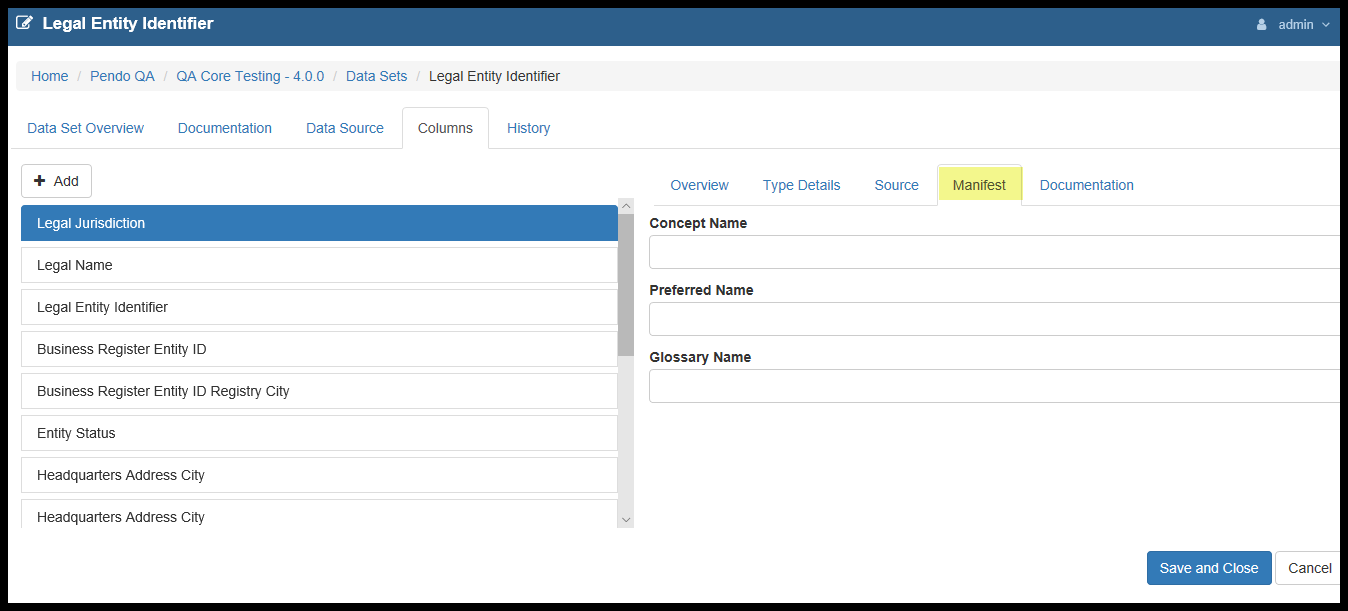 Legal Entity Identifier
admin
Home / Pendo QA / QA Core Testing - 4.0.0 / Data Sets / Legal Entity Identifier
Data Set Overview Documentation Data Source Columns History
Add
Overview Type Details Source Manifest Documentation
Legal Jurisdiction
Legal Name
Legal Entity Identifier
Business Register Entity ID
Business Register Entity ID Registry City
Entity Status
Headquarters Address City
Headquarters Address City
Concept Name
Preferred Name
Glossary Name
Save and Close Cancel